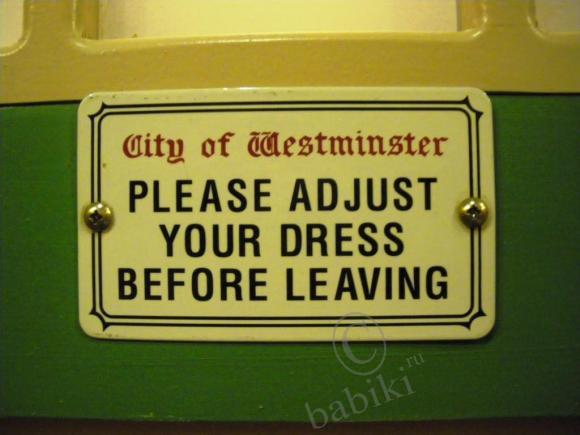 City of Westminster
PLEASE ADJUST
YOUR DRESS
BEFORE LEAVING
©
babiki.ru